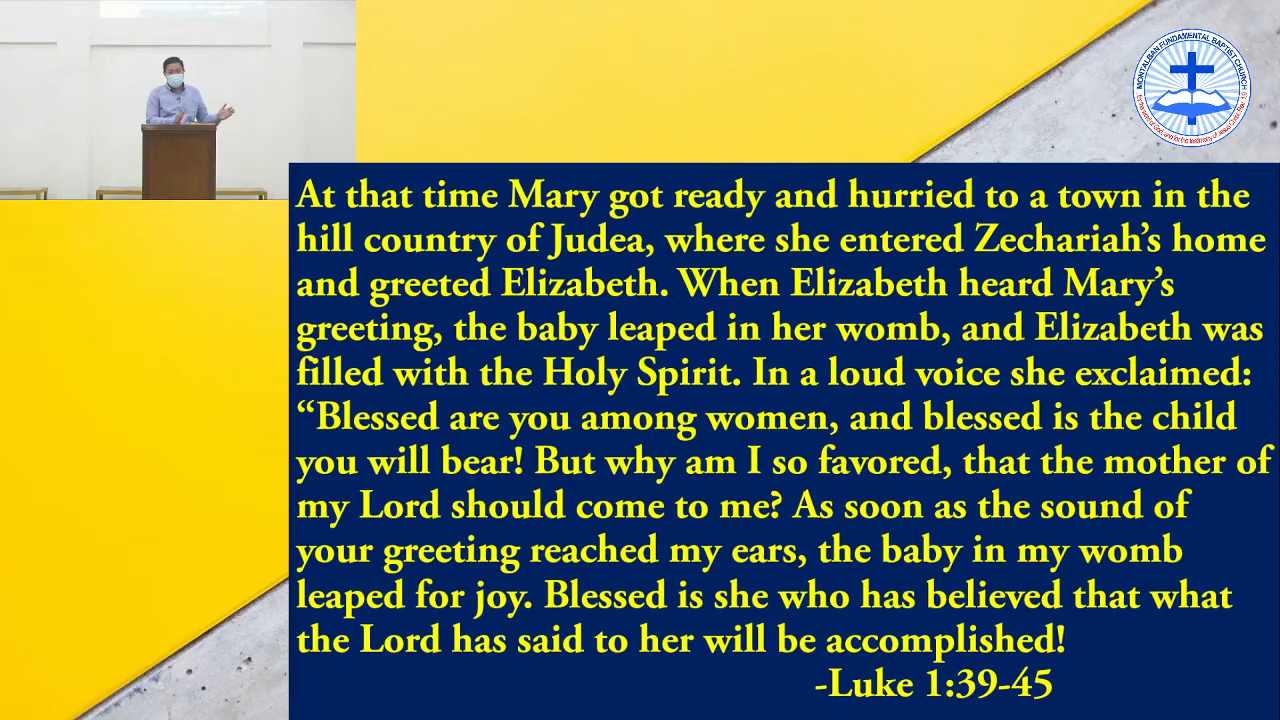 MONTALBAN FUNDAMENTAL BAPTIST CHURCH
At that time Mary got ready and hurried to a town in the
hill country of Judea, where she entered Zechariah’s home
and greeted Elizabeth. When Elizabeth heard Mary’s
greeting, the baby leaped in her womb, and Elizabeth was
filled with the Holy Spirit. In a loud voice she exclaimed:
“Blessed are you among women, and blessed is the child
you will bear! But why am I so favored, that the mother of
my Lord should come to me? As soon as the sound of
your greeting reached my ears, the baby in my womb
leaped for joy. Blessed is she who has believed that what
the Lord has said to her will be accomplished!
-Luke 1:39-45